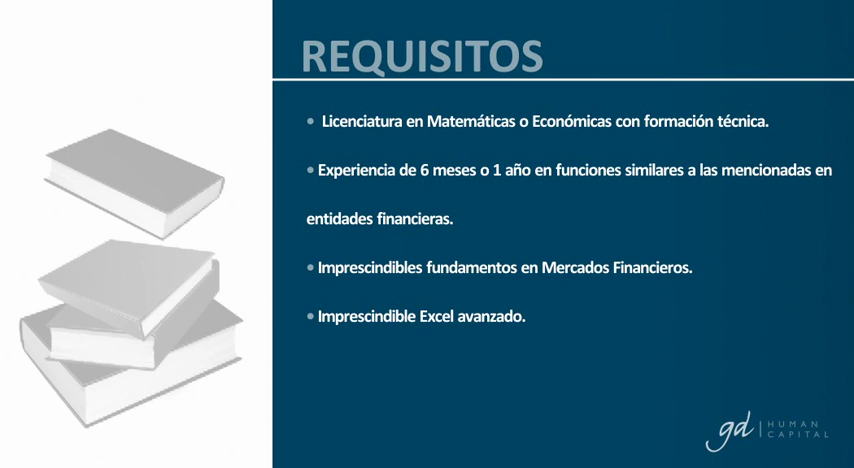 REQUISITOS
• Licenciatura en Matemáticas o Económicas con formación técnica.
• Experiencia de 6 meses o 1 año en funciones similares a las mencionadas en
entidades financieras.
• Imprescindibles fundamentos en Mercados Financieros.
• Imprescindible Excel avanzado.
gd | HUMAN
CAPITAL